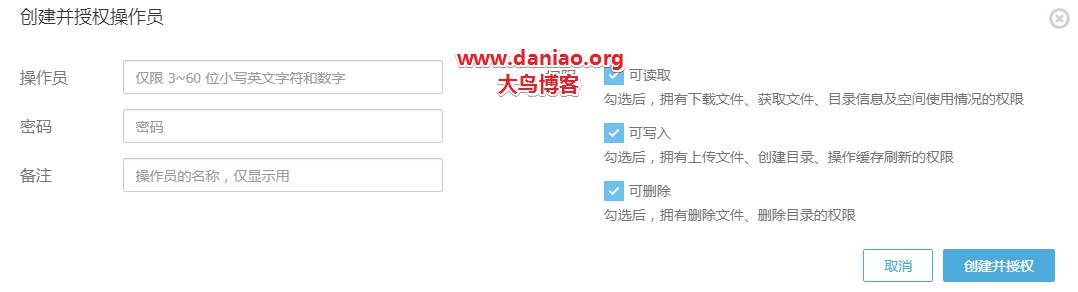 创建并授权操作员
www.daniao.org
大鸟博客
操作员
仅限 3~60 位小写英文字符和数字
可读取
勾选后，拥有下载文件、获取文件、目录信息及空间使用情况的权限
密码
密码
可写入
勾选后，拥有上传文件、创建目录、操作缓存刷新的权限
备注
操作员的名称，仅显示用
可删除
勾选后，拥有删除文件、删除目录的权限
取消
创建并授权